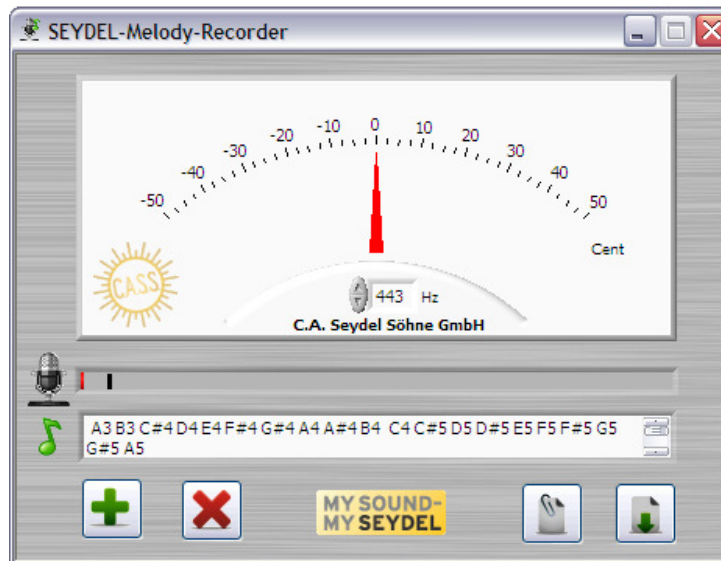 SEYDEL-Melody-Recorder
-50 -40 -30 -20 -10 0 10 20 30 40 50
Cent
C.A.S.S.
443 Hz
C.A. Seydel Söhne GmbH
A3 B3 C#4 D4 E4 F#4 G#4 A4 A#4 B4 C4 C#5 D5 D#5 E5 F5 F#5 G5
G#5 A5
MY SOUND-
MY SEYDEL